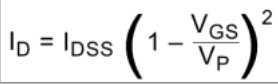 I_D = I_DSS (1 - V_GS/V_P)^2